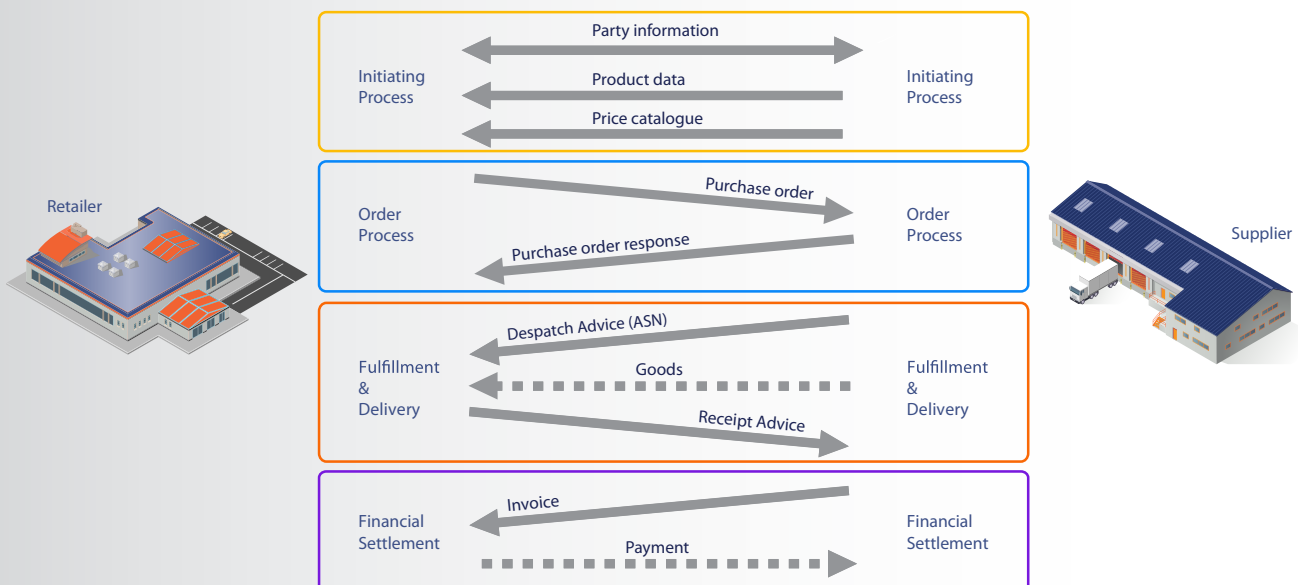 Party information
Initiating
Process
Initiating
Process
Product data
Price catalogue
Retailer
Supplier
Purchase order
Order
Process
Order
Process
Purchase order response
Despatch Advice (ASN)
Goods
Fulfillment
&
Delivery
Fulfillment
&
Delivery
Receipt Advice
Invoice
Financial
Settlement
Financial
Settlement
Payment